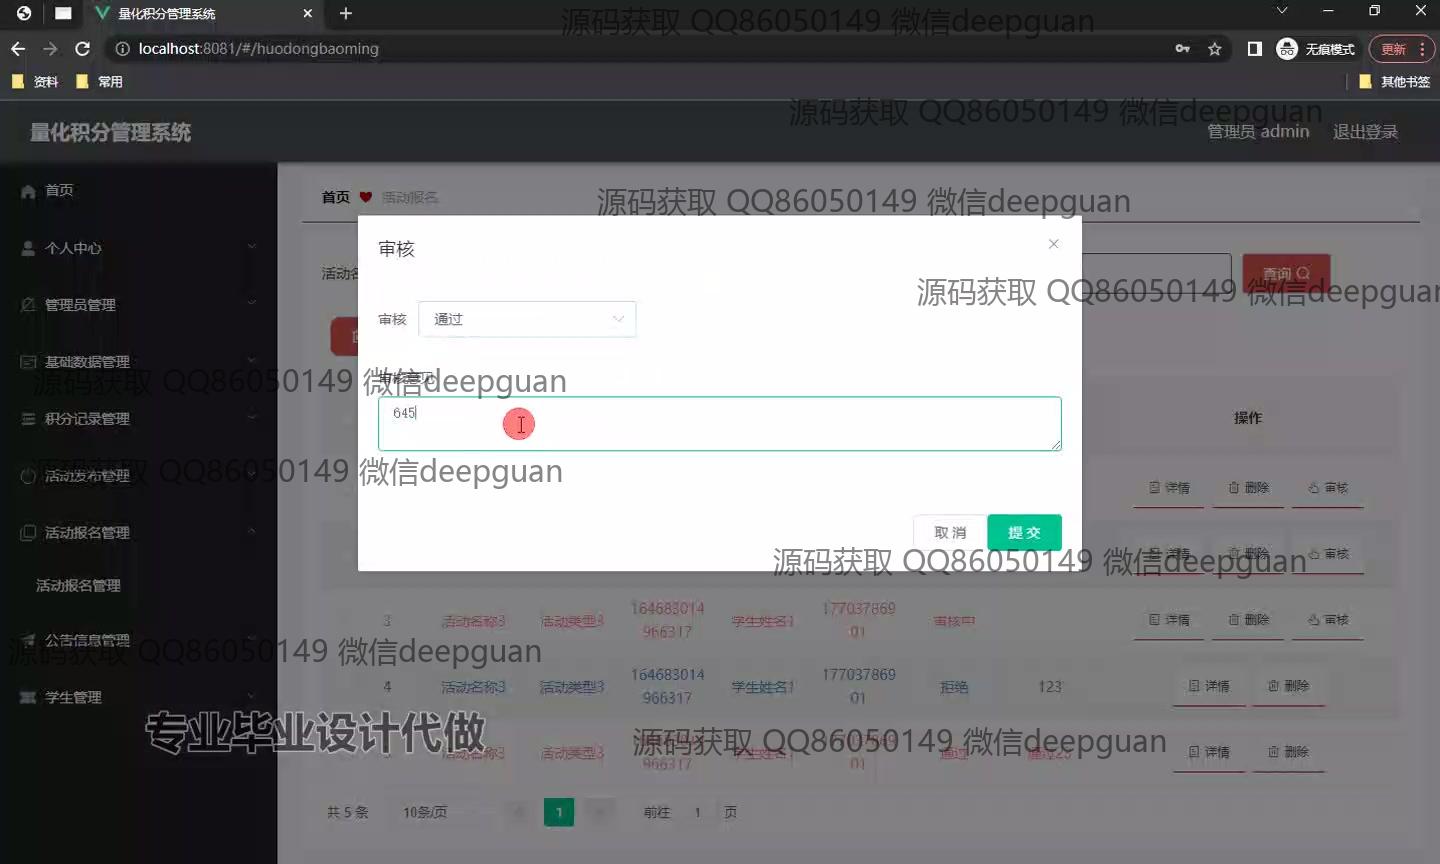 量化积分管理系统
源码获取 QQ86050149 微信deepguan
localhost:8081/#/huodongbaoming
无痕模式
更新
资料
常用
其他书签
源码获取 QQ86050149 微信deepguan
量化积分管理系统
管理员 admin
退出登录
首页
首页
活动报名
源码获取 QQ86050149 微信deepguan
个人中心
审核
活动名
查询
源码获取 QQ86050149 微信deepguan
管理员管理
审核
通过
基础数据管理
源码获取 QQ86050149 微信deepguan
审核意见
645
积分记录管理
操作
源码获取 QQ86050149 微信deepguan
活动发布管理
详情
删除
审核
活动报名管理
取 消
提 交
详情
删除
审核
源码获取 QQ86050149 微信deepguan
活动报名管理
3
活动名称3
活动类型3
164683014
966317
学生姓名1
177037869
01
审核中
详情
删除
审核
公告信息管理
源码获取 QQ86050149 微信deepguan
4
活动名称3
活动类型3
164683014
966317
学生姓名1
177037869
01
拒绝
123
详情
删除
学生管理
专业毕业设计代做
源码获取 QQ86050149 微信deepguan
活动名称3
活动类型3
966317
学生姓名1
01
通过
详情
删除
共 5 条
10条/页
1
前往
1
页